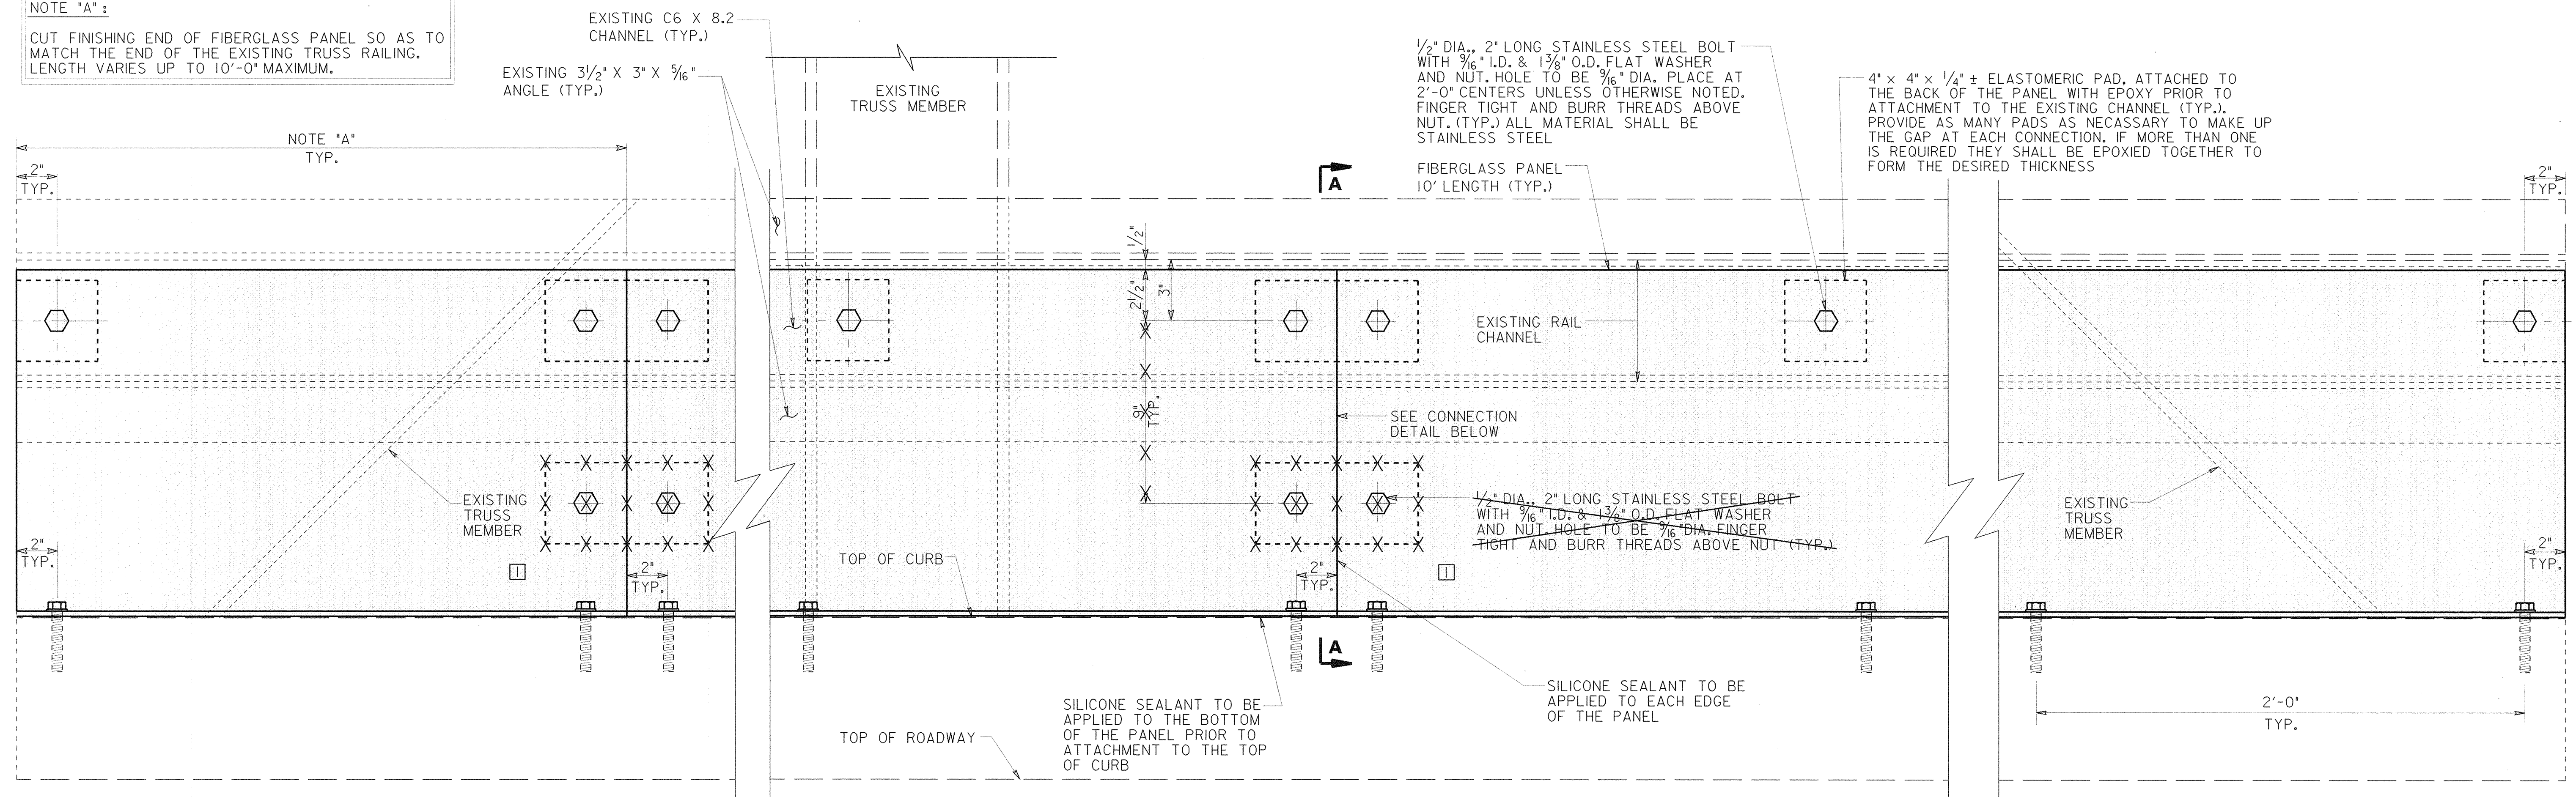 NOTE "A":
CUT FINISHING END OF FIBERGLASS PANEL SO AS TO
MATCH THE END OF THE EXISTING TRUSS RAILING.
LENGTH VARIES UP TO 10'-0" MAXIMUM.
EXISTING C6 X 8.2
CHANNEL (TYP.)
EXISTING 3½" X 3" X 5/16"
ANGLE (TYP.)
EXISTING
TRUSS MEMBER
½" DIA., 2" LONG STAINLESS STEEL BOLT
WITH 9/16" I.D. & 1⅜" O.D. FLAT WASHER
AND NUT. HOLE TO BE 9/16" DIA. PLACE AT
2'-0" CENTERS UNLESS OTHERWISE NOTED.
FINGER TIGHT AND BURR THREADS ABOVE
NUT. (TYP.) ALL MATERIAL SHALL BE
STAINLESS STEEL
FIBERGLASS PANEL
10' LENGTH (TYP.)
4" x 4" x ¼" ± ELASTOMERIC PAD, ATTACHED TO
THE BACK OF THE PANEL WITH EPOXY PRIOR TO
ATTACHMENT TO THE EXISTING CHANNEL (TYP.).
PROVIDE AS MANY PADS AS NECASSARY TO MAKE UP
THE GAP AT EACH CONNECTION. IF MORE THAN ONE
IS REQUIRED THEY SHALL BE EPOXIED TOGETHER TO
FORM THE DESIRED THICKNESS
NOTE "A"
TYP.
2"
TYP.
A
2"
TYP.
½"
2½"
3"
9"
TYP.
EXISTING RAIL
CHANNEL
SEE CONNECTION
DETAIL BELOW
EXISTING
TRUSS
MEMBER
½" DIA., 2" LONG STAINLESS STEEL BOLT
WITH 9/16" I.D. & 1⅜" O.D. FLAT WASHER
AND NUT. HOLE TO BE 9/16" DIA. FINGER
TIGHT AND BURR THREADS ABOVE NUT (TYP.)
EXISTING
TRUSS
MEMBER
2"
TYP.
1
2"
TYP.
TOP OF CURB
2"
TYP.
1
2"
TYP.
A
SILICONE SEALANT TO BE
APPLIED TO THE BOTTOM
OF THE PANEL PRIOR TO
ATTACHMENT TO THE TOP
OF CURB
SILICONE SEALANT TO BE
APPLIED TO EACH EDGE
OF THE PANEL
2'-0"
TYP.
TOP OF ROADWAY